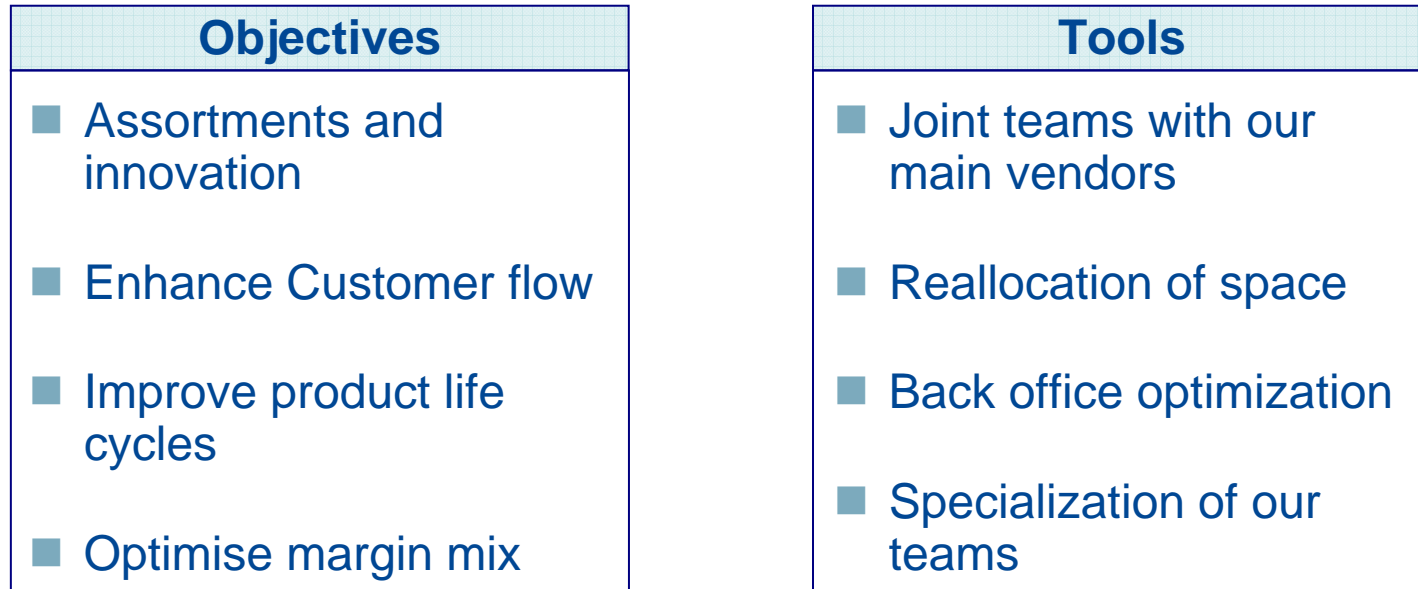 Objectives
Assortments and
innovation
Enhance Customer flow
Improve product life
cycles
Optimise margin mix
Tools
Joint teams with our
main vendors
Reallocation of space
Back office optimization
Specialization of our
teams